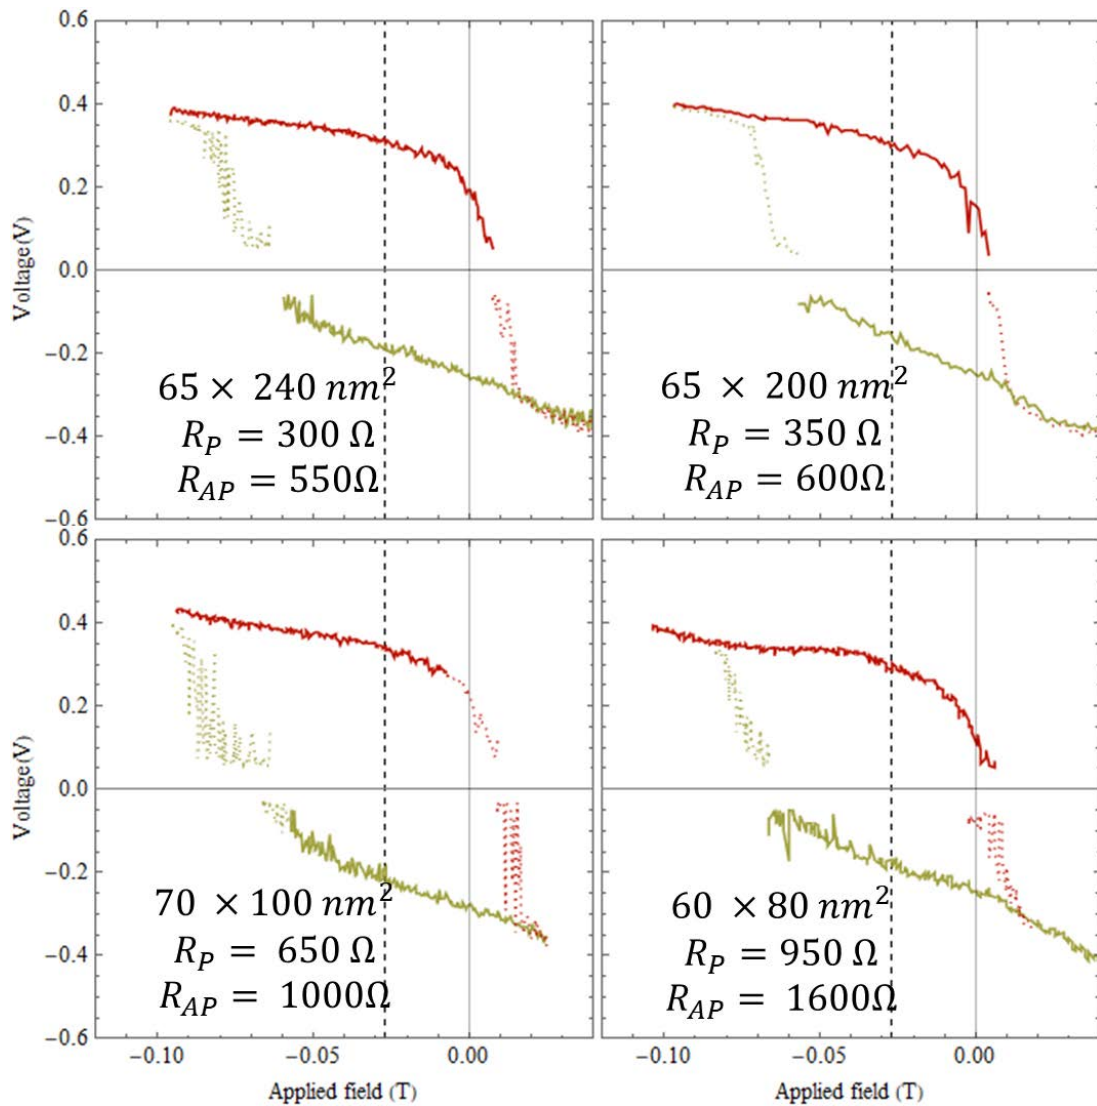 0.6
0.4
0.2
0.0
−0.2
−0.4
−0.6
Voltage(V)
65 × 240 nm²
R_P = 300 Ω
R_AP = 550Ω
65 × 200 nm²
R_P = 350 Ω
R_AP = 600Ω
0.6
0.4
0.2
0.0
−0.2
−0.4
−0.6
Voltage(V)
70 × 100 nm²
R_P = 650 Ω
R_AP = 1000Ω
60 × 80 nm²
R_P = 950 Ω
R_AP = 1600Ω
−0.10 −0.05 0.00 −0.10 −0.05 0.00
Applied field (T) Applied field (T)